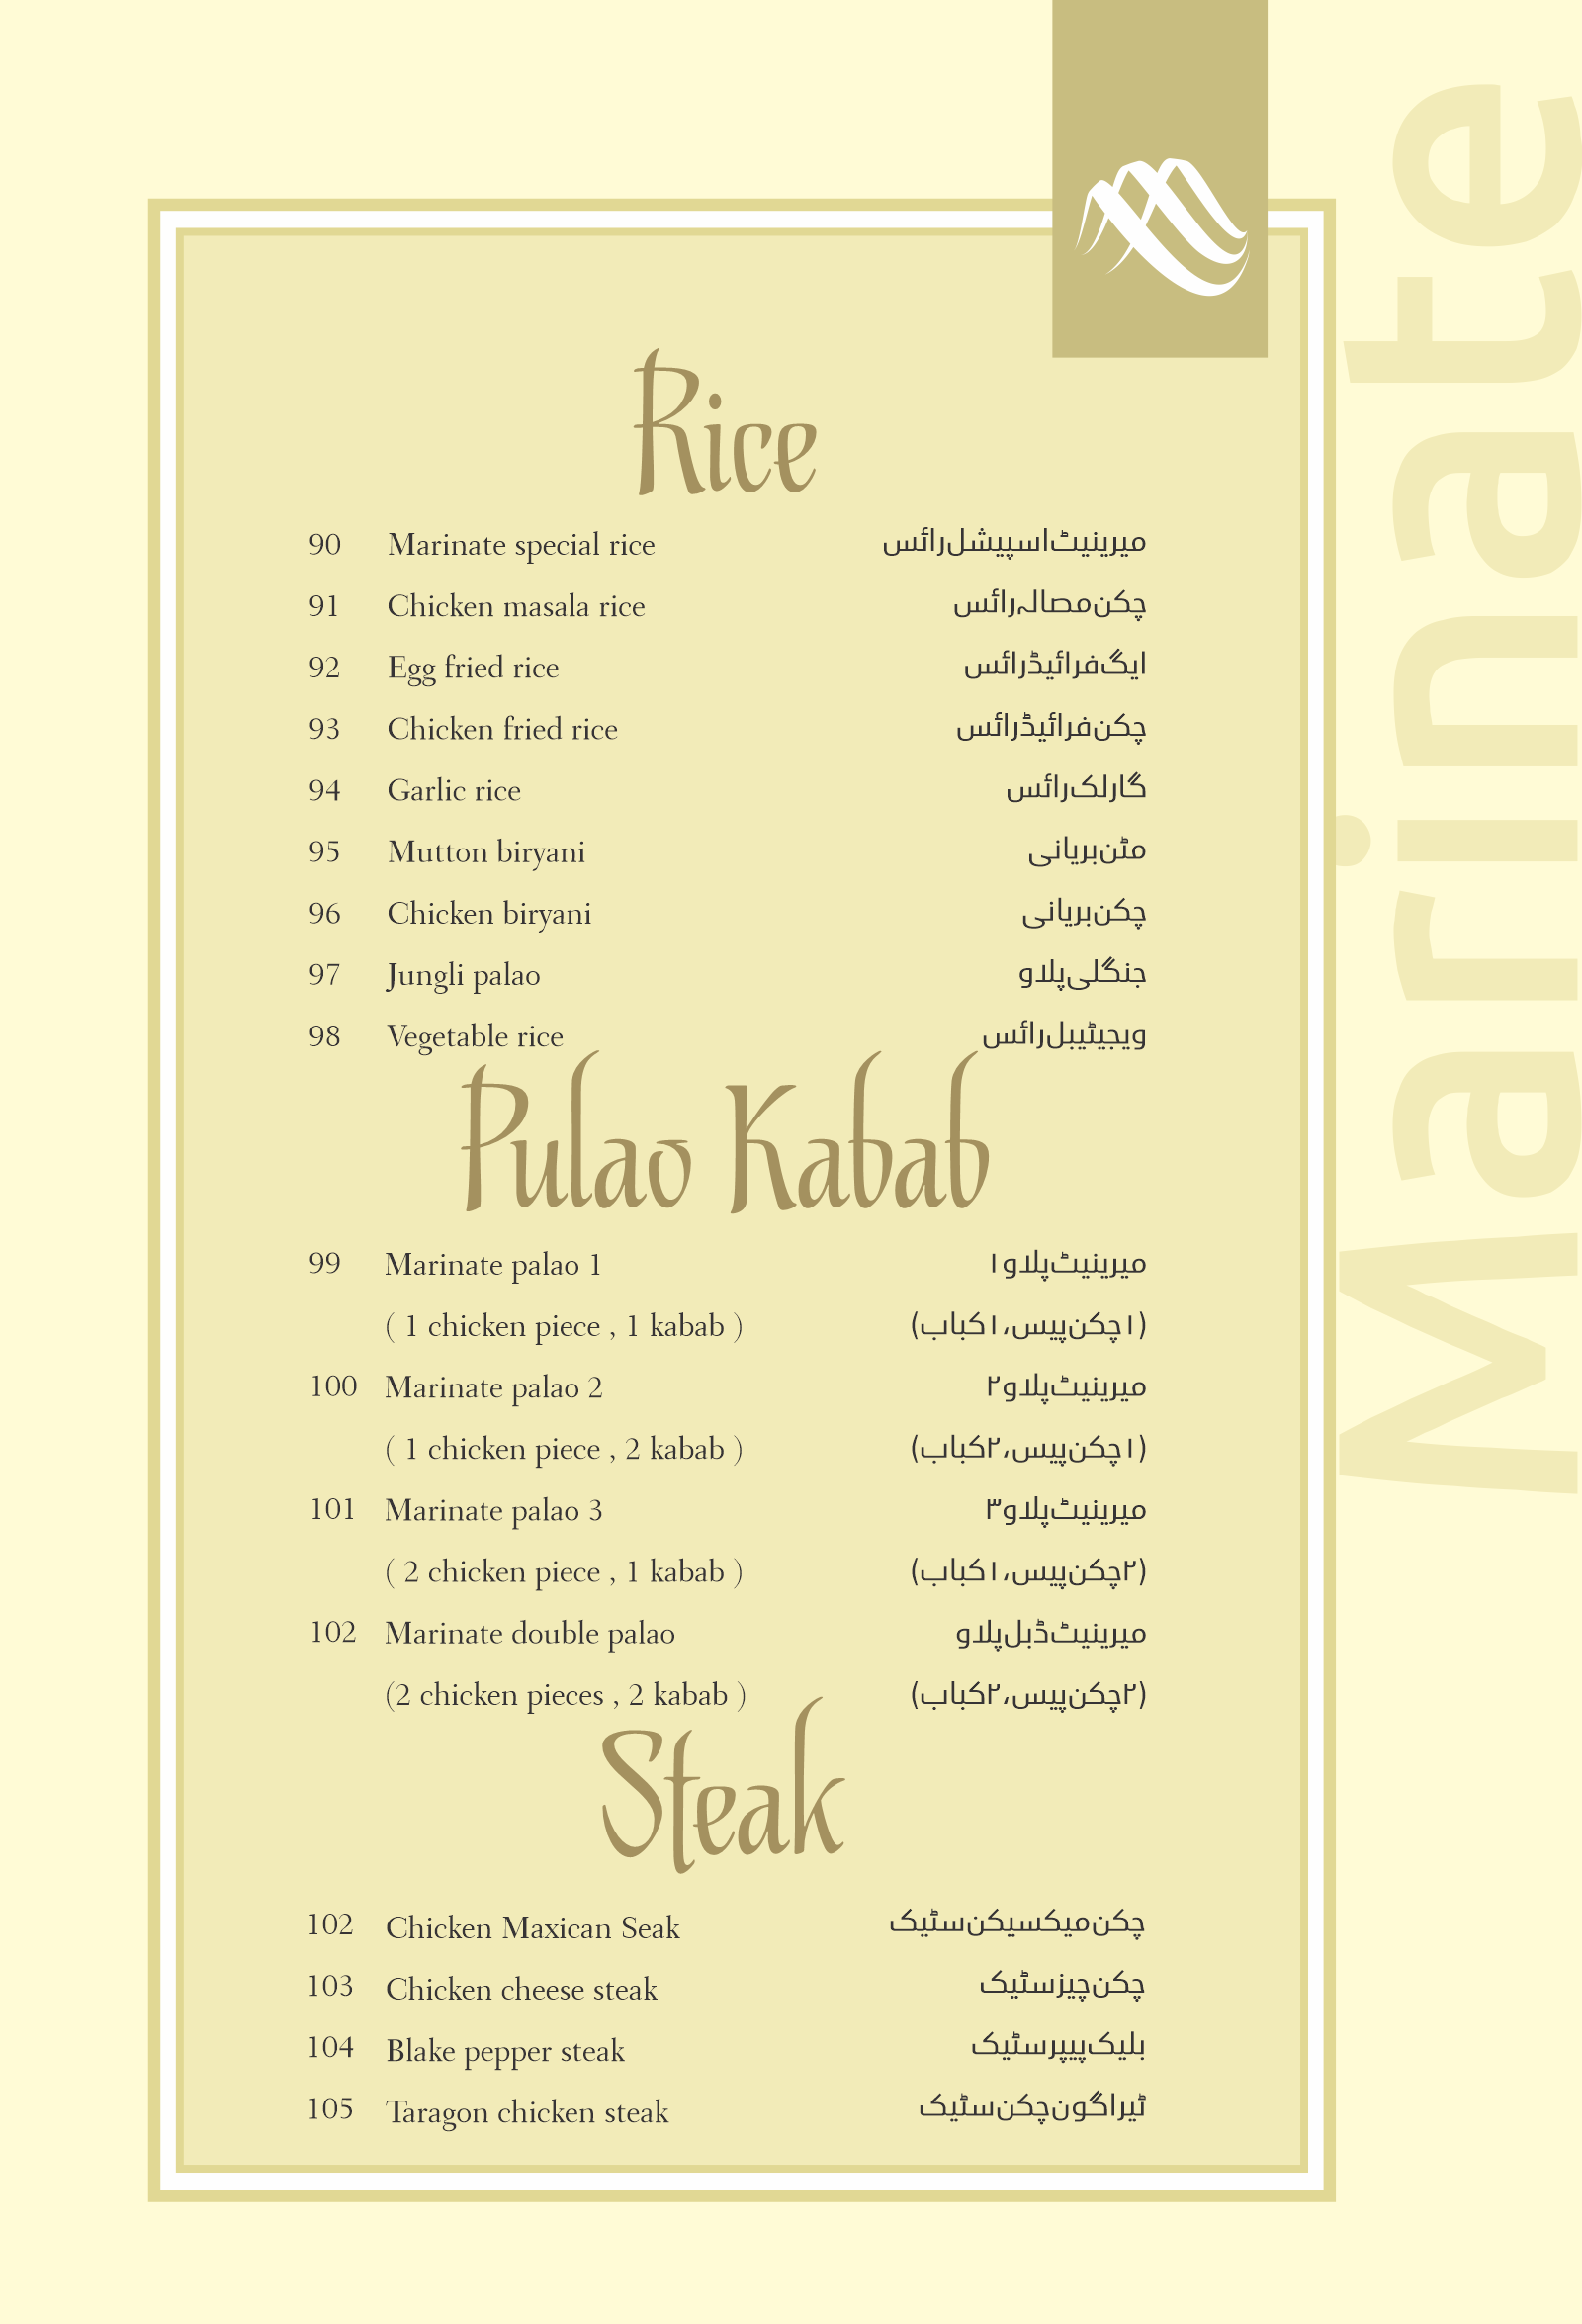 Marinate
Rice
90 Marinate special rice میرینیٹ اسپیشل رائس
91 Chicken masala rice چکن مصالہ رائس
92 Egg fried rice ایگ فرائیڈ رائس
93 Chicken fried rice چکن فرائیڈ رائس
94 Garlic rice گارلک رائس
95 Mutton biryani مٹن بریانی
96 Chicken biryani چکن بریانی
97 Jungli palao جنگلی پلاو
98 Vegetable rice ویجیٹیبل رائس
Pulao Kabab
99 Marinate palao 1 میرینیٹ پلاو ۱
( 1 chicken piece , 1 kabab ) (۱ چکن پیس، ۱ کباب)
100 Marinate palao 2 میرینیٹ پلاو ۲
( 1 chicken piece , 2 kabab ) (۱ چکن پیس، ۲ کباب)
101 Marinate palao 3 میرینیٹ پلاو ۳
( 2 chicken piece , 1 kabab ) (۲ چکن پیس، ۱ کباب)
102 Marinate double palao میرینیٹ ڈبل پلاو
(2 chicken pieces , 2 kabab ) (۲ چکن پیس، ۲ کباب)
Steak
102 Chicken Maxican Seak چکن میکسیکن سٹیک
103 Chicken cheese steak چکن چیز سٹیک
104 Blake pepper steak بلیک پیپر سٹیک
105 Taragon chicken steak ٹیراگون چکن سٹیک